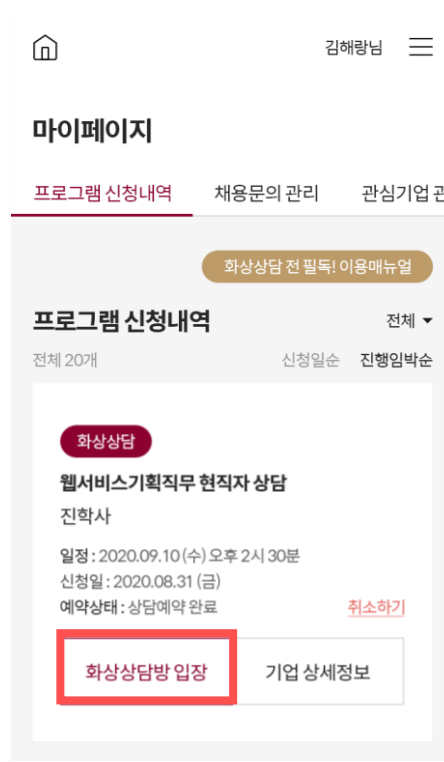 김해랑님
마이페이지
프로그램 신청내역 채용문의 관리 관심기업 관
화상상담 전 필독! 이용매뉴얼
프로그램 신청내역 전체
전체 20개 신청일순 진행임박순
화상상담
웹서비스기획직무 현직자 상담
진학사
일정 : 2020.09.10 (수) 오후 2시 30분
신청일 : 2020.08.31 (금)
예약상태 : 상담예약 완료 취소하기
화상상담방 입장 기업 상세정보